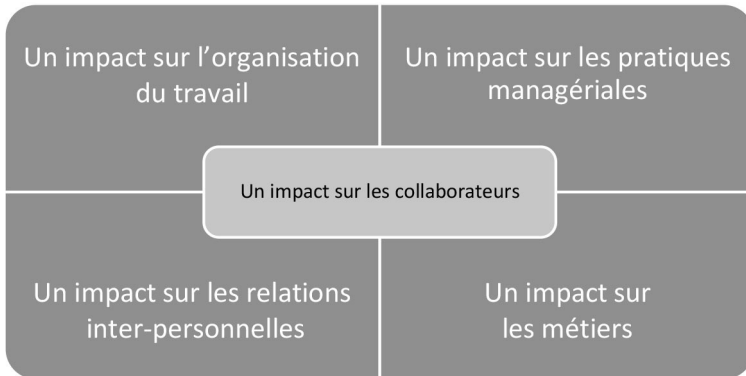 Un impact sur l’organisation
du travail
Un impact sur les pratiques
managériales
Un impact sur les collaborateurs
Un impact sur les relations
inter-personnelles
Un impact sur
les métiers